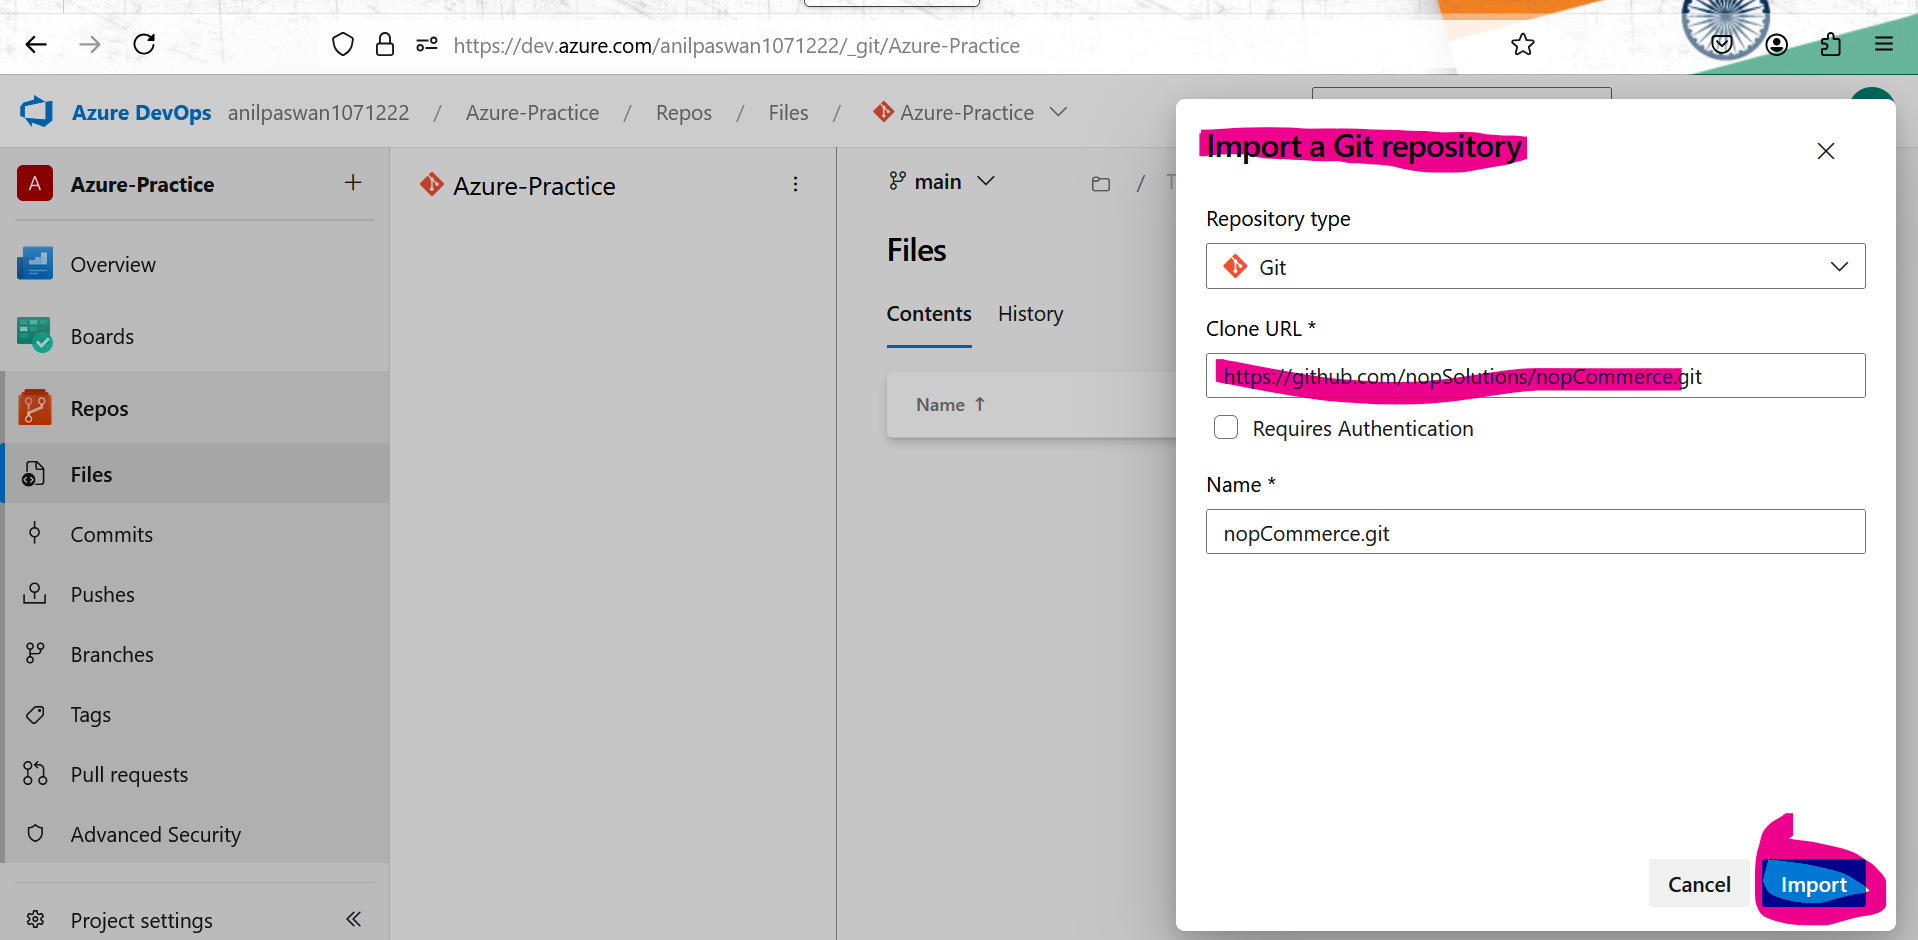 https://dev.azure.com/anilpaswan1071222/_git/Azure-Practice
Azure DevOps anilpaswan1071222 / Azure-Practice / Repos / Files / Azure-Practice
A Azure-Practice +
Overview
Boards
Repos
Files
Commits
Pushes
Branches
Tags
Pull requests
Advanced Security
Project settings
Azure-Practice
main / T
Files
Contents History
Name ↑
Import a Git repository
Repository type
Git
Clone URL *
https://github.com/nopSolutions/nopCommerce.git
Requires Authentication
Name *
nopCommerce.git
Cancel Import